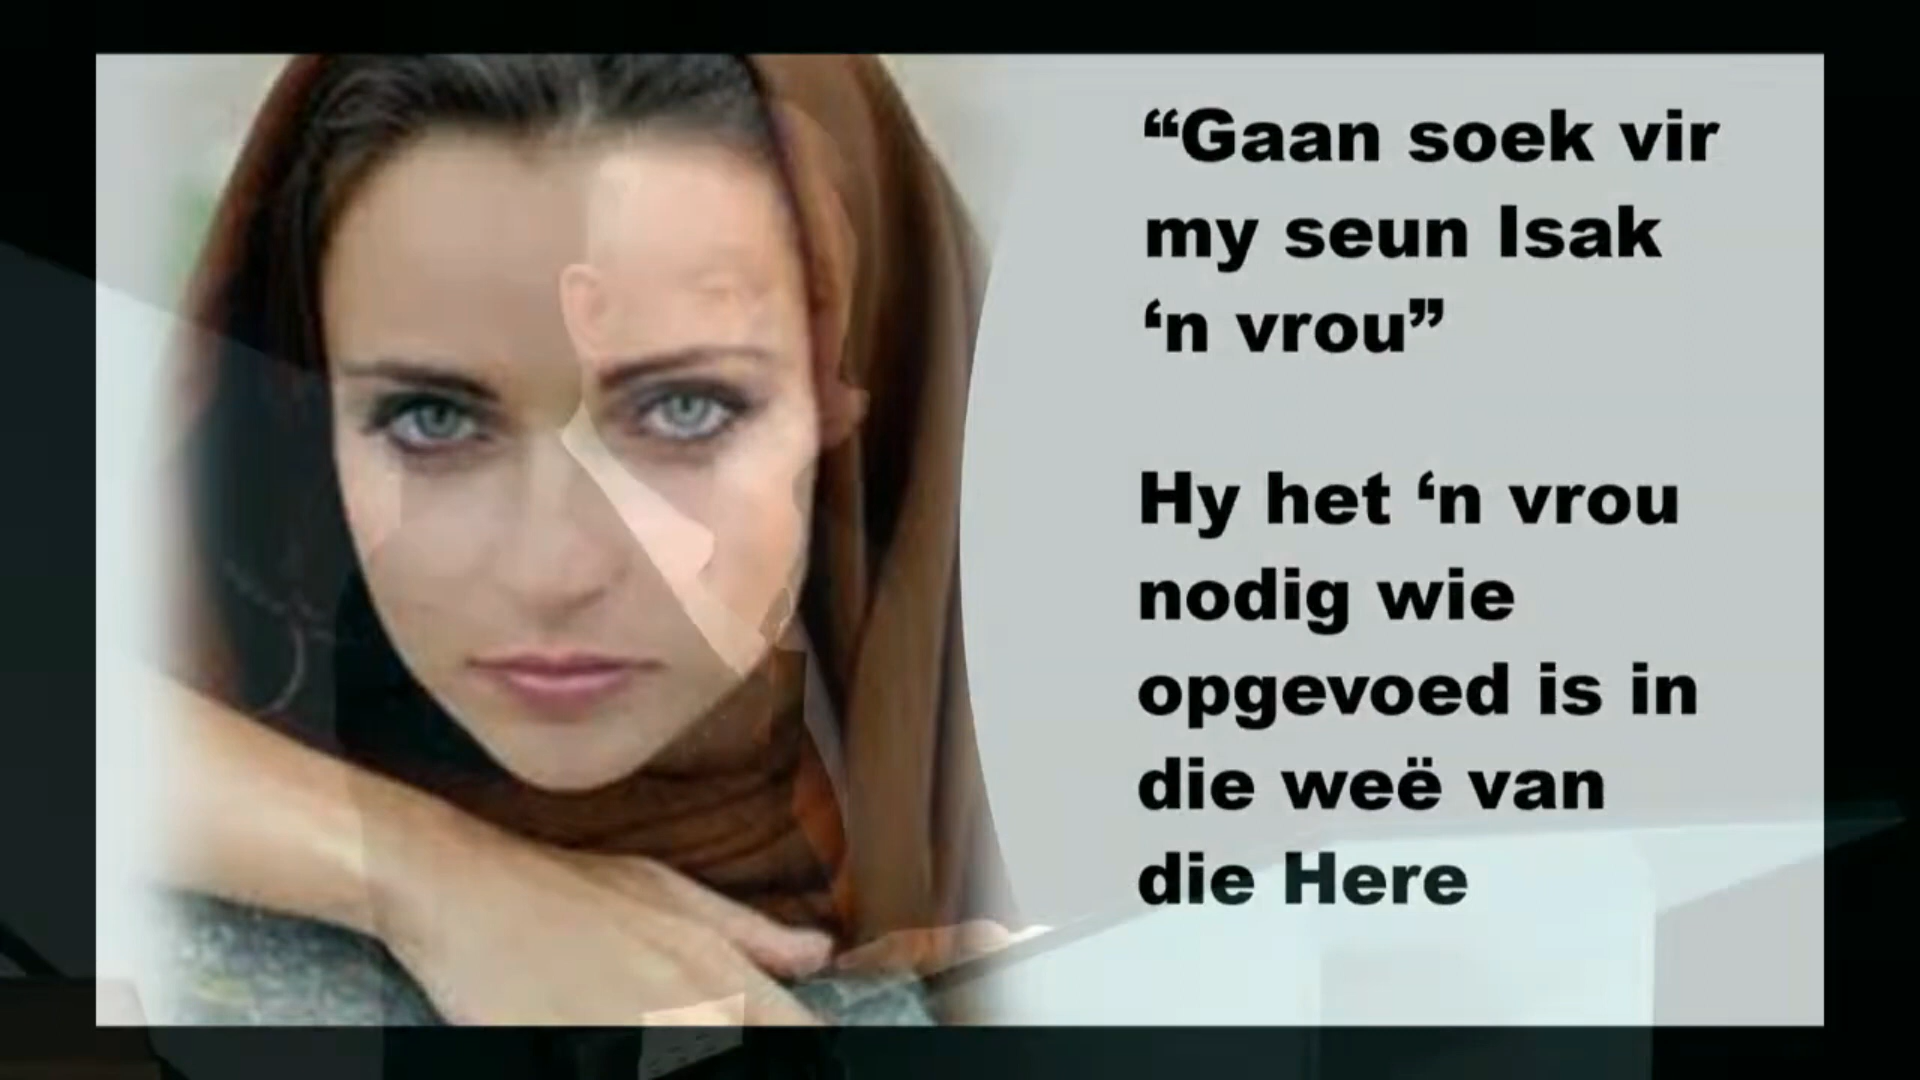 “Gaan soek vir
my seun Isak
‘n vrou”
Hy het ‘n vrou
nodig wie
opgevoed is in
die weë van
die Here